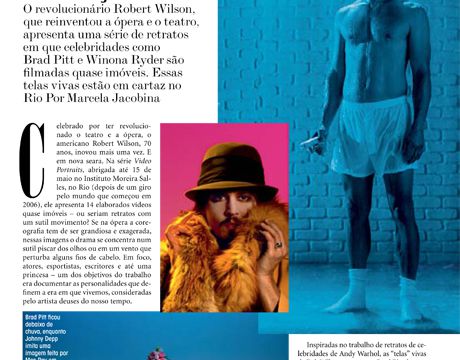 O revolucionário Robert Wilson,
que reinventou a ópera e o teatro,
apresenta uma série de retratos
em que celebridades como
Brad Pitt e Winona Ryder são
filmadas quase imóveis. Essas
telas vivas estão em cartaz no
Rio Por Marcela Jacobina
Celebrado por ter revolucio-
nado o teatro e a ópera, o
americano Robert Wilson, 70
anos, inovou mais uma vez. E
em nova seara. Na série Video
Portraits, abrigada até 15 de
maio no Instituto Moreira Sal-
les, no Rio (depois de um giro
pelo mundo que começou em
2006), ele apresenta 14 elaborados vídeos
quase imóveis – ou seriam retratos com
um sutil movimento? Se na ópera a co-
reografia tem de ser grandiosa e exagerada,
nessas imagens o drama se concentra num
sutil piscar dos olhos ou em um vento que
perturba alguns fios de cabelo. Em foco,
atores, esportistas, escritores e até uma
princesa – um dos objetivos do trabalho
era documentar as personalidades que de-
finem a era em que vivemos, consideradas
pelo artista deuses do nosso tempo.
Brad Pitt ficou
debaixo de
chuva, enquanto
Johnny Depp
imita uma
imagem feita por
Man Ray em
Inspiradas no trabalho de retratos de ce-
lebridades de Andy Warhol, as "telas" vivas